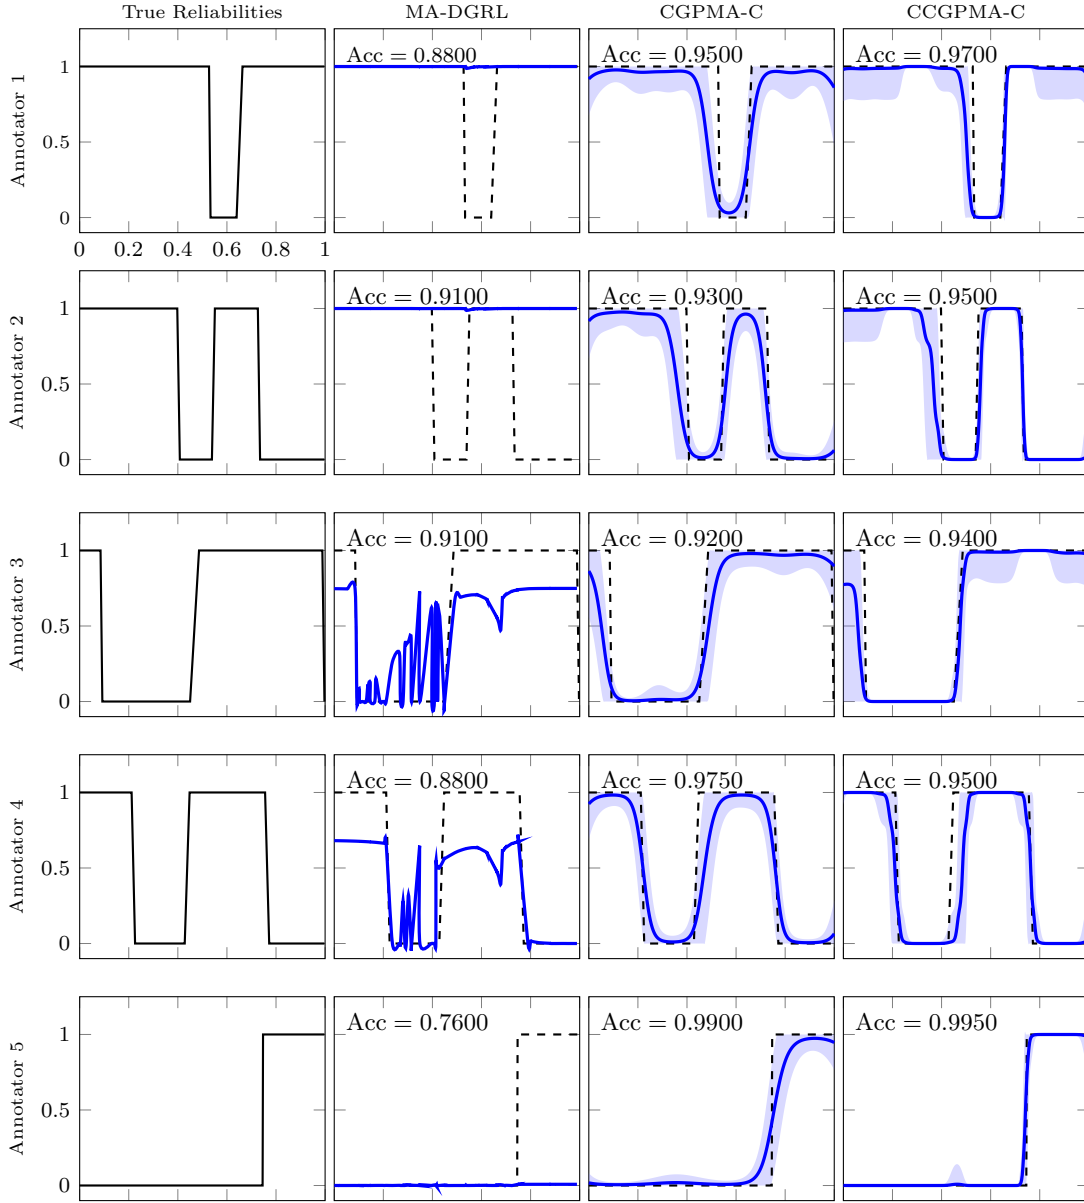 True Reliabilities MA-DGRL CGPMA-C CCGPMA-C
Annotator 1
1
0.5
0
Acc = 0.8800
Acc = 0.9500
Acc = 0.9700
0 0.2 0.4 0.6 0.8 1
Annotator 2
1
0.5
0
Acc = 0.9100
Acc = 0.9300
Acc = 0.9500
Annotator 3
1
0.5
0
Acc = 0.9100
Acc = 0.9200
Acc = 0.9400
Annotator 4
1
0.5
0
Acc = 0.8800
Acc = 0.9750
Acc = 0.9500
Annotator 5
1
0.5
0
Acc = 0.7600
Acc = 0.9900
Acc = 0.9950